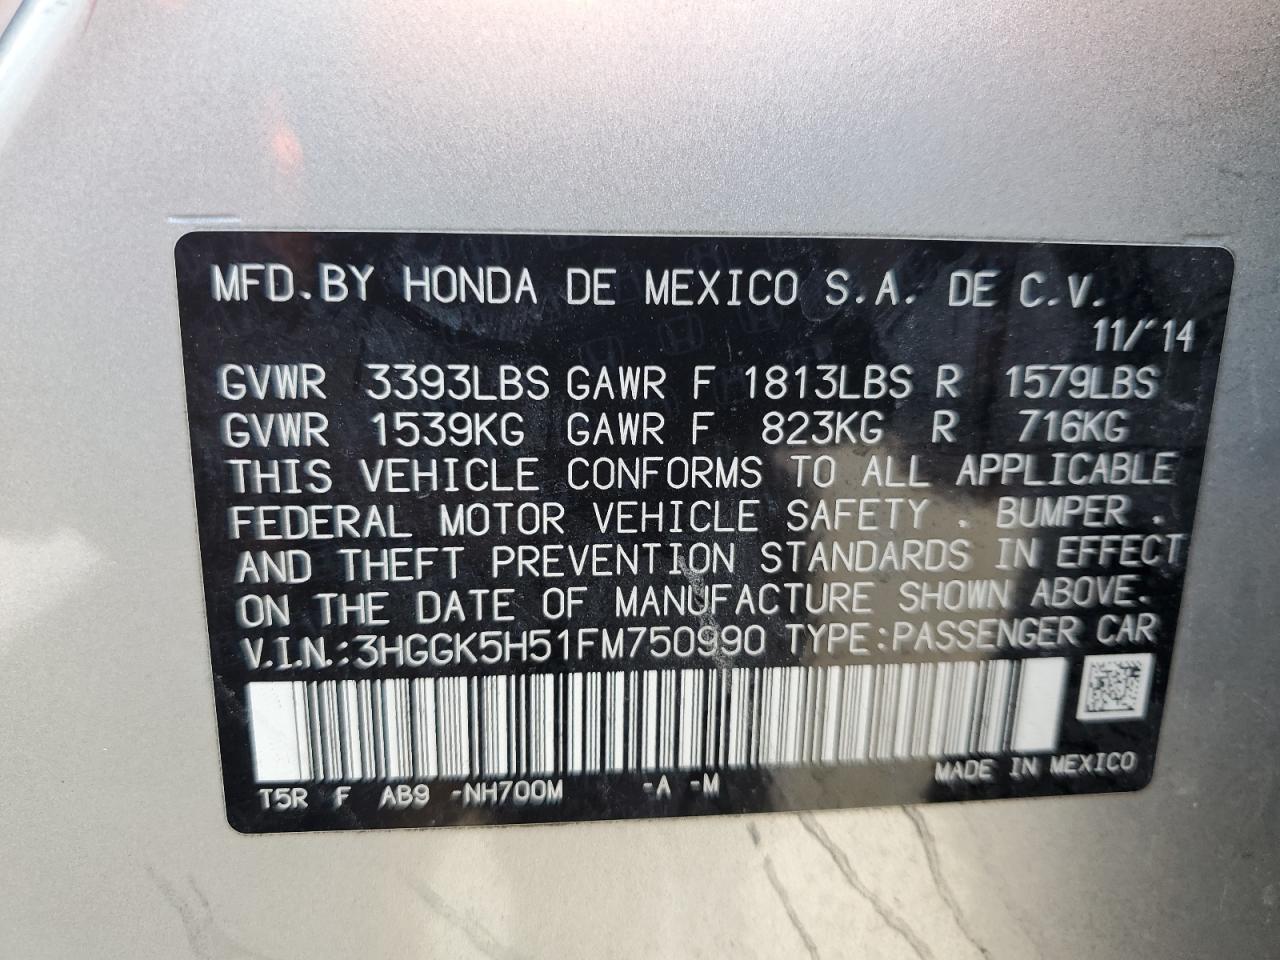 MFD.BY HONDA DE MEXICO S.A. DE C.V.
11/'14
GVWR 3393LBS GAWR F 1813LBS R 1579LBS
GVWR 1539KG GAWR F 823KG R 716KG
THIS VEHICLE CONFORMS TO ALL APPLICABLE
FEDERAL MOTOR VEHICLE SAFETY . BUMPER .
AND THEFT PREVENTION STANDARDS IN EFFECT
ON THE DATE OF MANUFACTURE SHOWN ABOVE.
V.I.N.:3HGGK5H51FM750990 TYPE:PASSENGER CAR
MADE IN MEXICO
T5R F AB9 -NH700M -A -M